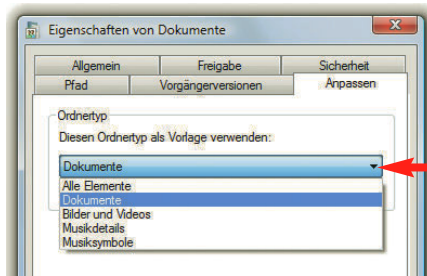 Eigenschaften von Dokumente
Allgemein Freigabe Sicherheit
Pfad Vorgängerversionen Anpassen
Ordnertyp
Diesen Ordnertyp als Vorlage verwenden:
Dokumente
Alle Elemente
Dokumente
Bilder und Videos
Musikdetails
Musiksymbole